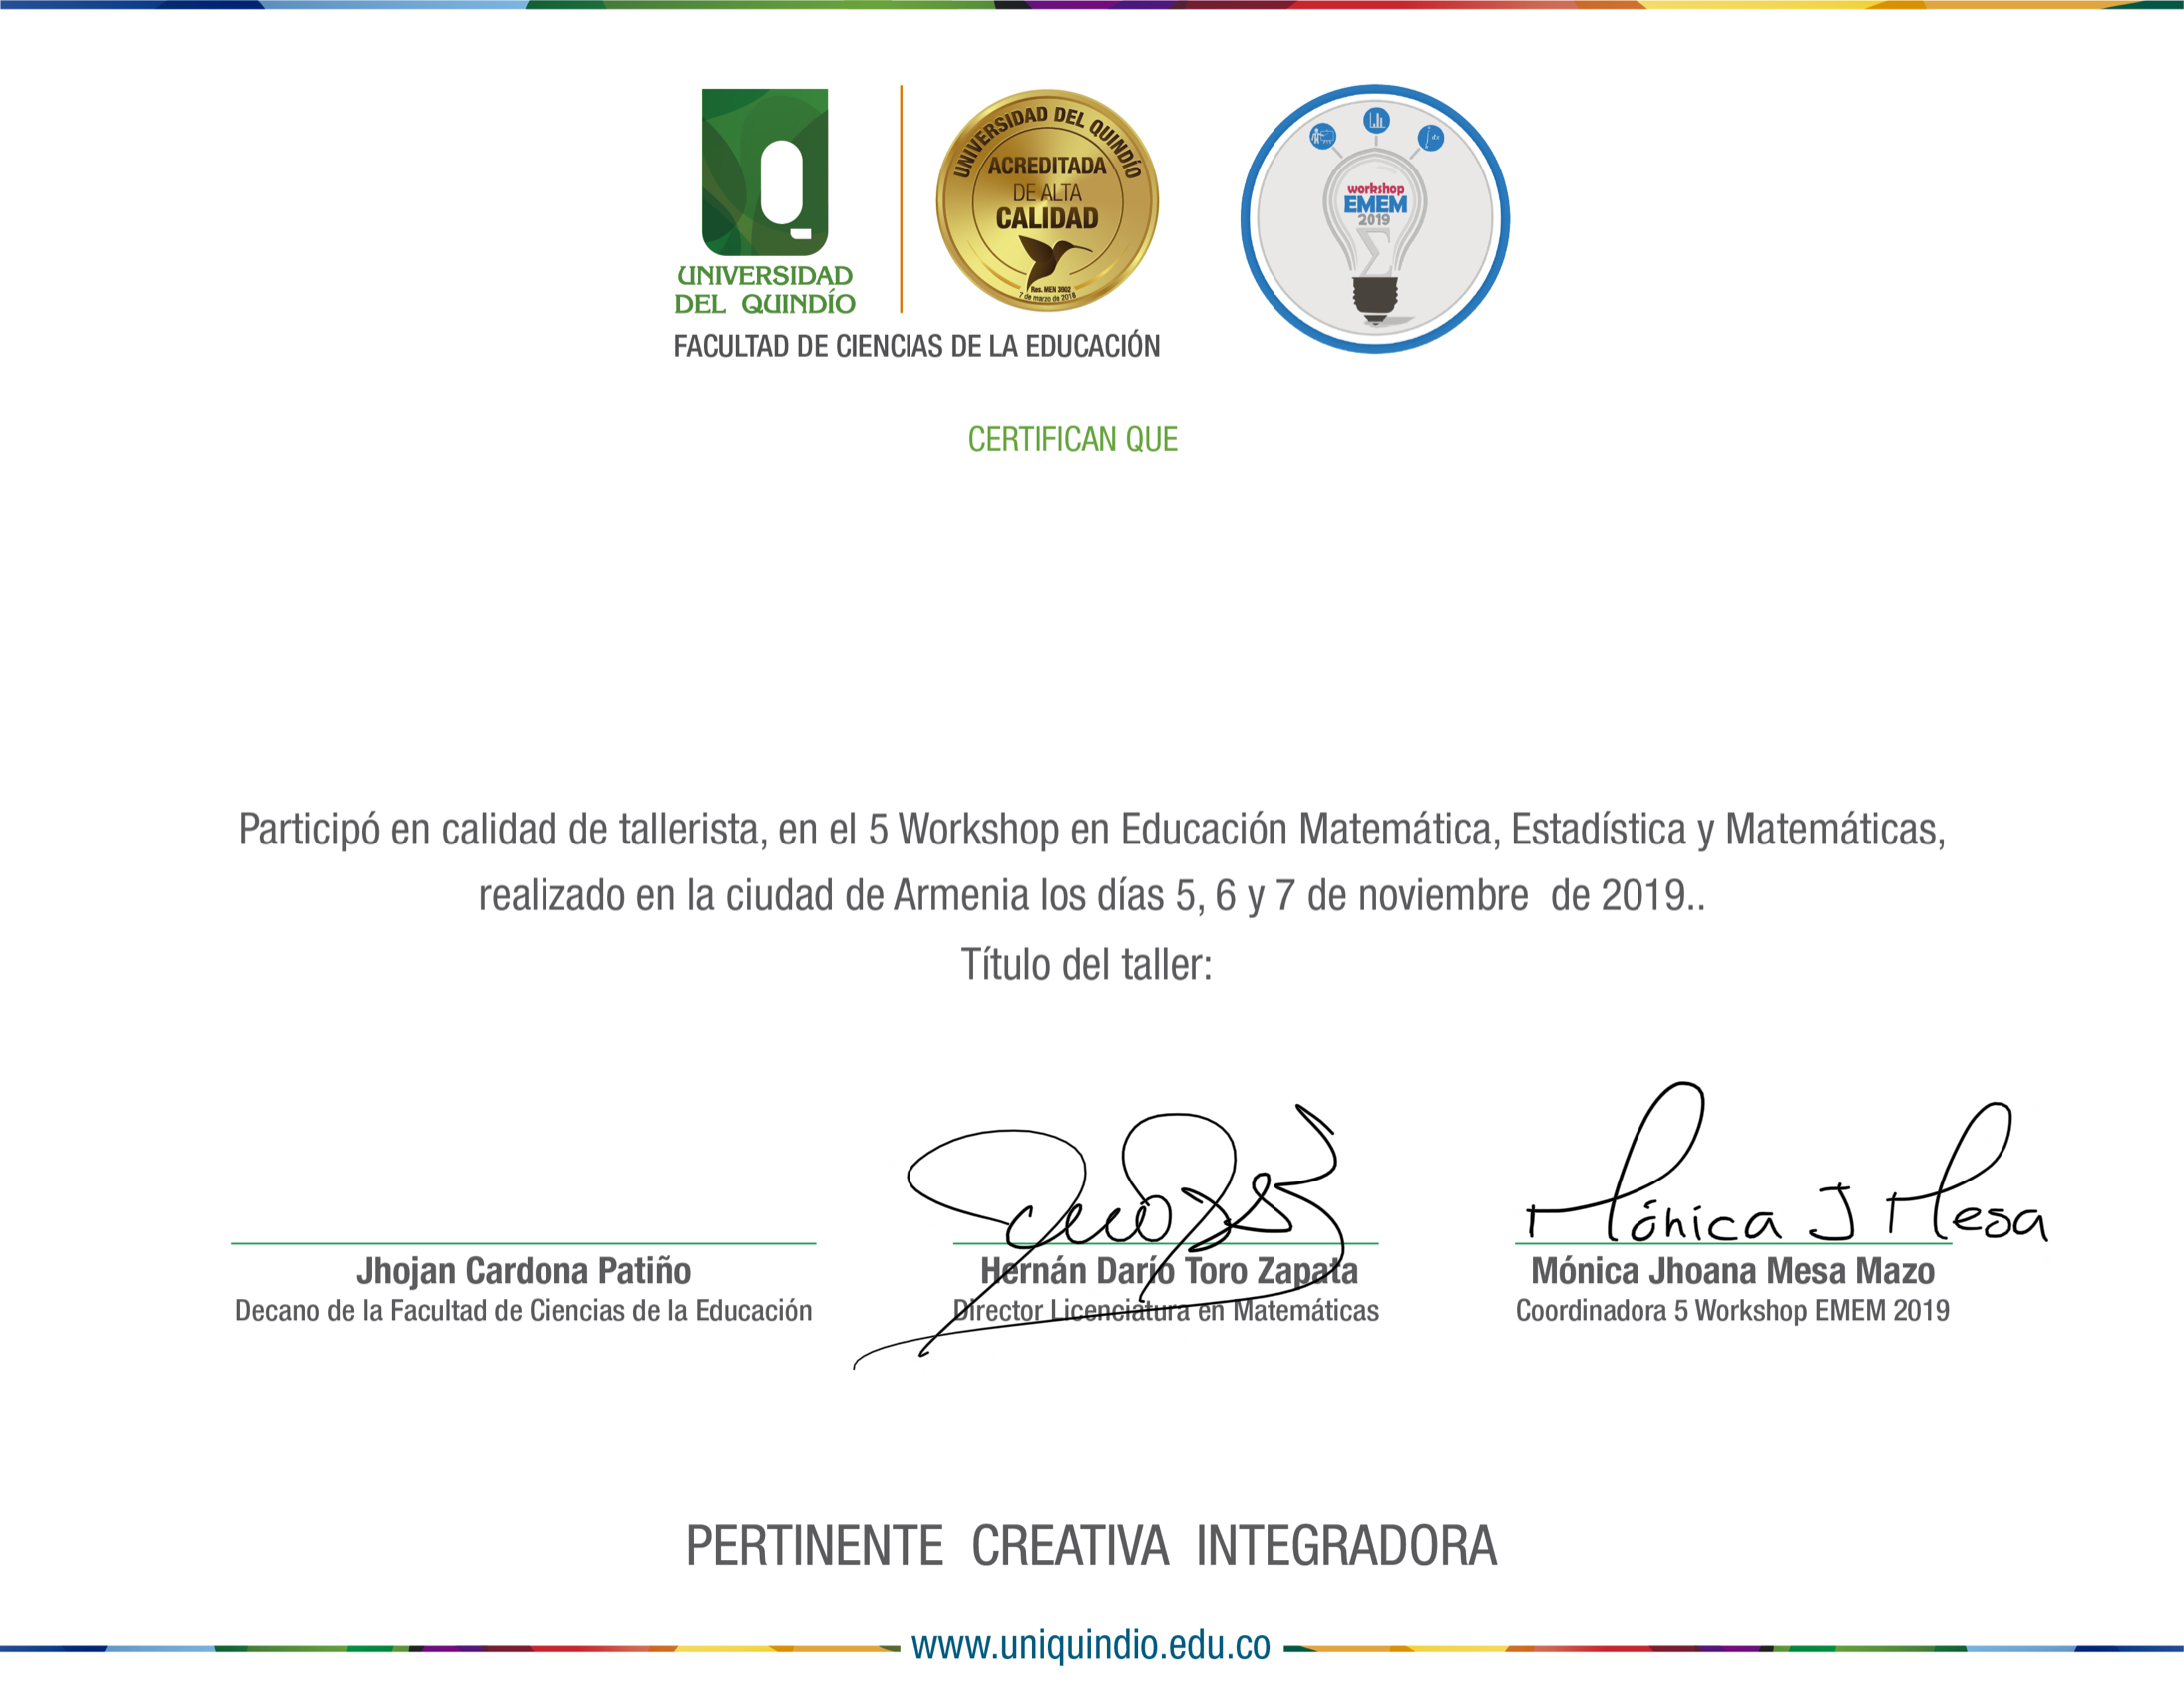 UNIVERSIDAD
DEL QUINDÍO
UNIVERSIDAD DEL QUINDÍO
ACREDITADA
DE ALTA
CALIDAD
Res. MEN 3902
7 de marzo de 2018
workshop
EMEM
2019
Σ
FACULTAD DE CIENCIAS DE LA EDUCACIÓN
CERTIFICAN QUE
Participó en calidad de tallerista, en el 5 Workshop en Educación Matemática, Estadística y Matemáticas,
realizado en la ciudad de Armenia los días 5, 6 y 7 de noviembre de 2019..
Título del taller:
Mónica J Mesa
Jhojan Cardona Patiño
Decano de la Facultad de Ciencias de la Educación
Hernán Darío Toro Zapata
Director Licenciatura en Matemáticas
Mónica Jhoana Mesa Mazo
Coordinadora 5 Workshop EMEM 2019
PERTINENTE CREATIVA INTEGRADORA
www.uniquindio.edu.co